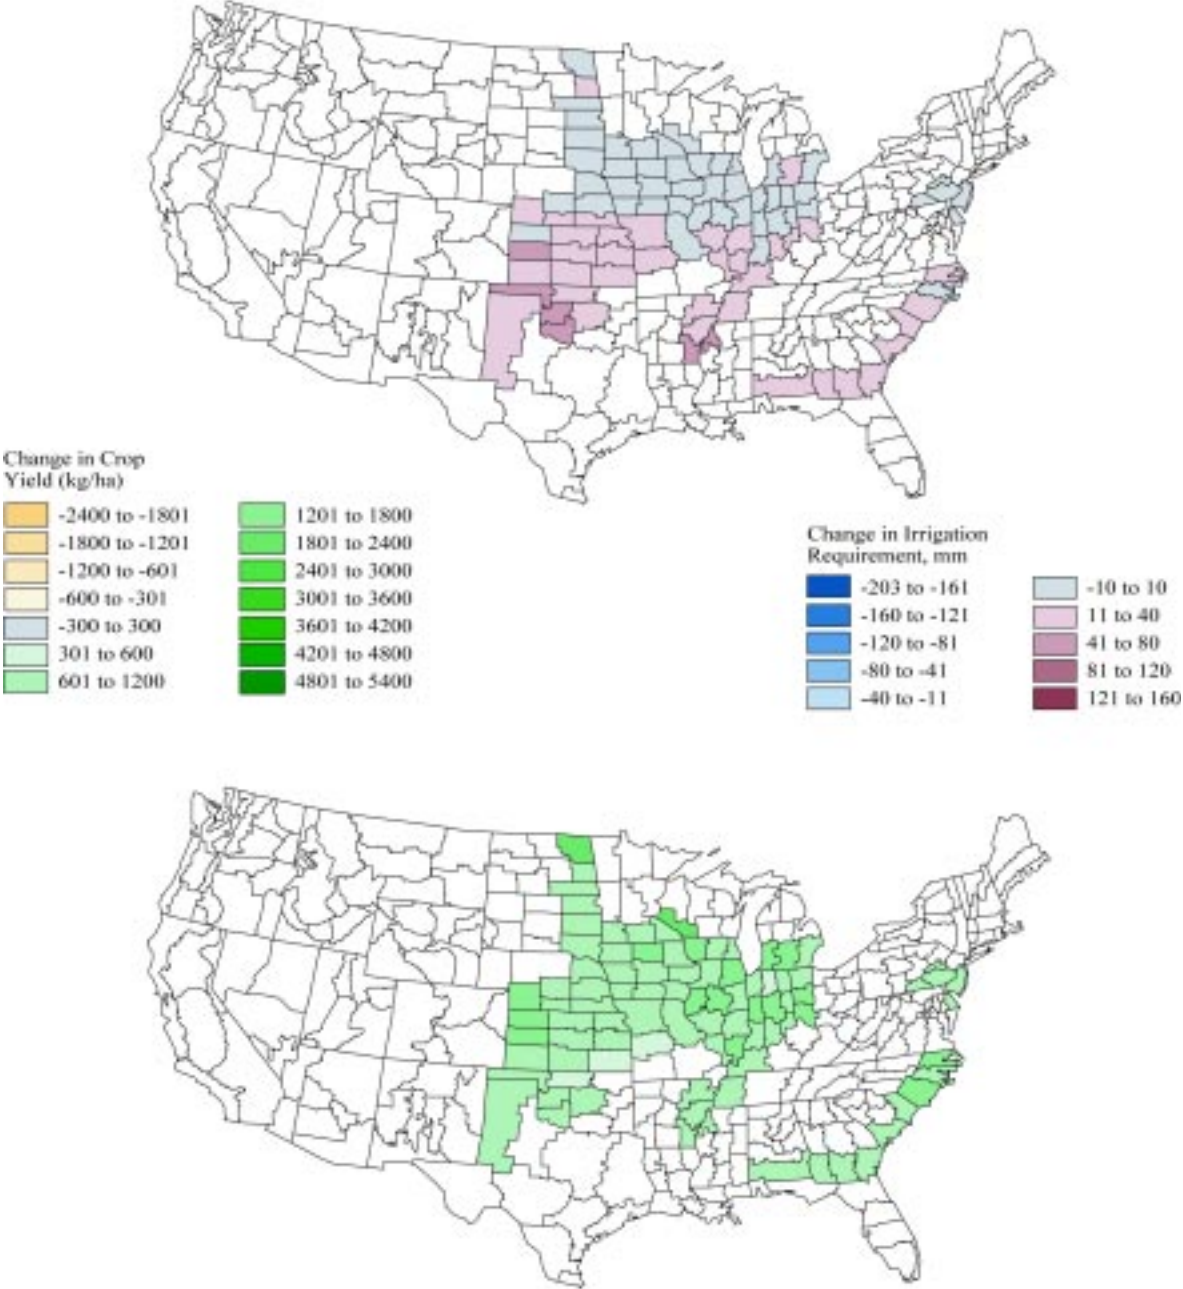 Change in Crop
Yield (kg/ha)
-2400 to -1801
-1800 to -1201
-1200 to -601
-600 to -301
-300 to 300
301 to 600
601 to 1200
1201 to 1800
1801 to 2400
2401 to 3000
3001 to 3600
3601 to 4200
4201 to 4800
4801 to 5400
Change in Irrigation
Requirement, mm
-203 to -161
-160 to -121
-120 to -81
-80 to -41
-40 to -11
-10 to 10
11 to 40
41 to 80
81 to 120
121 to 160